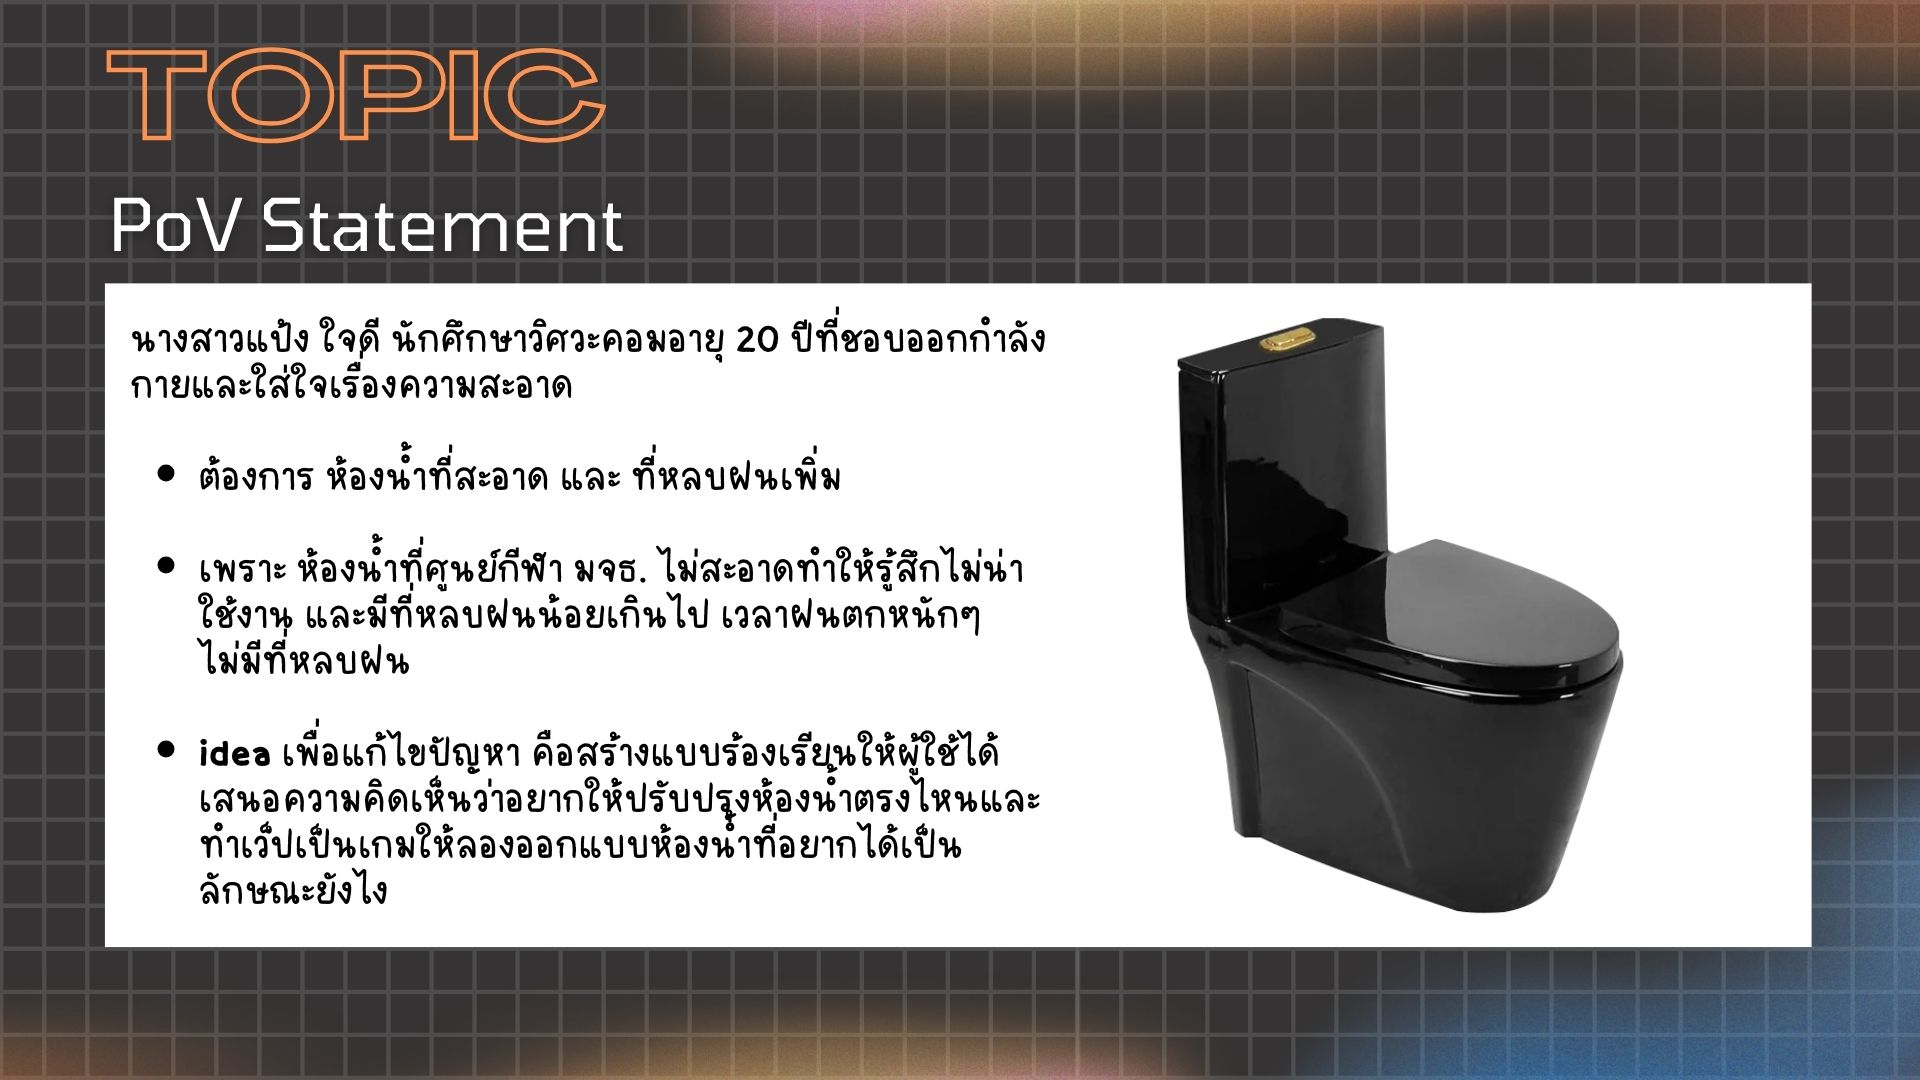 TOPIC
PoV Statement
นางสาวแป้ง ใจดี นักศึกษาวิศวะคอมอายุ 20 ปีที่ชอบออกกำลัง
กายและใส่ใจเรื่องความสะอาด
• ต้องการ ห้องน้ำที่สะอาด และ ที่หลบฝนเพิ่ม
• เพราะ ห้องน้ำที่ศูนย์กีฬา มจธ. ไม่สะอาดทำให้รู้สึกไม่น่า
ใช้งาน และมีที่หลบฝนน้อยเกินไป เวลาฝนตกหนักๆ
ไม่มีที่หลบฝน
• idea เพื่อแก้ไขปัญหา คือสร้างแบบร้องเรียนให้ผู้ใช้ได้
เสนอความคิดเห็นว่าอยากให้ปรับปรุงห้องน้ำตรงไหนและ
ทำเว็ปเป็นเกมให้ลองออกแบบห้องน้ำที่อยากได้เป็น
ลักษณะยังไง